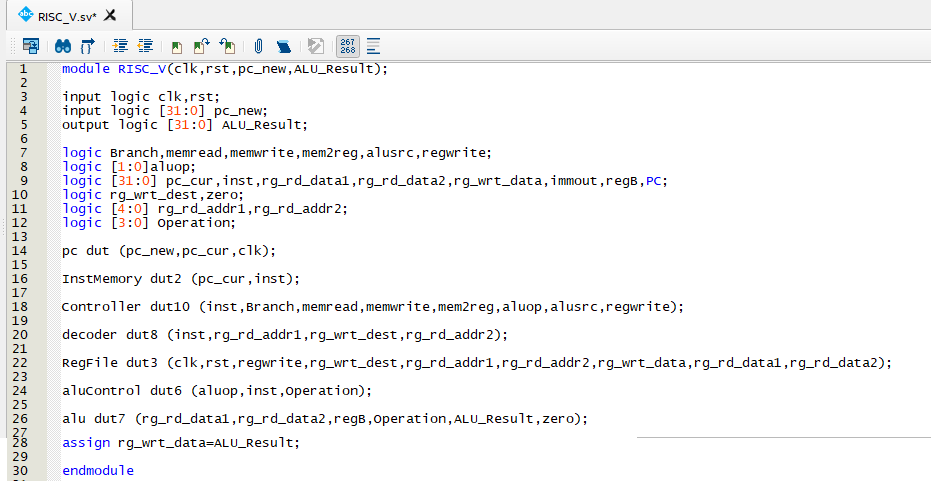 abc RISC_V.sv*
267
268
1 module RISC_V(clk,rst,pc_new,ALU_Result);
2
3 input logic clk,rst;
4 input logic [31:0] pc_new;
5 output logic [31:0] ALU_Result;
6
7 logic Branch,memread,memwrite,mem2reg,alusrc,regwrite;
8 logic [1:0]aluop;
9 logic [31:0] pc_cur,inst,rg_rd_data1,rg_rd_data2,rg_wrt_data,immout,regB,PC;
10 logic rg_wrt_dest,zero;
11 logic [4:0] rg_rd_addr1,rg_rd_addr2;
12 logic [3:0] Operation;
13
14 pc dut (pc_new,pc_cur,clk);
15
16 InstMemory dut2 (pc_cur,inst);
17
18 Controller dut10 (inst,Branch,memread,memwrite,mem2reg,aluop,alusrc,regwrite);
19
20 decoder dut8 (inst,rg_rd_addr1,rg_wrt_dest,rg_rd_addr2);
21
22 RegFile dut3 (clk,rst,regwrite,rg_wrt_dest,rg_rd_addr1,rg_rd_addr2,rg_wrt_data,rg_rd_data1,rg_rd_data2);
23
24 aluControl dut6 (aluop,inst,Operation);
25
26 alu dut7 (rg_rd_data1,rg_rd_data2,regB,Operation,ALU_Result,zero);
27
28 assign rg_wrt_data=ALU_Result;
29
30 endmodule